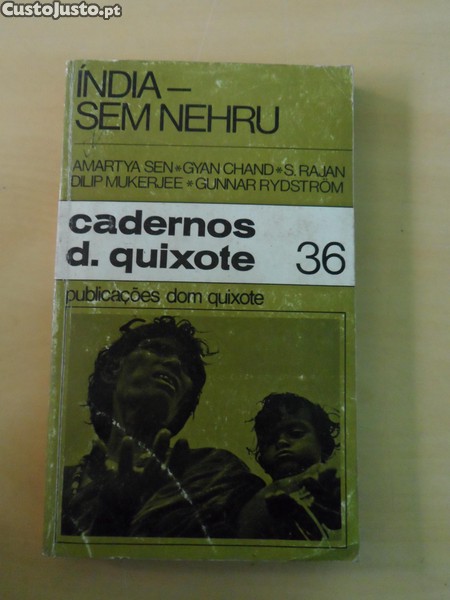 CustoJusto.pt
ÍNDIA –
SEM NEHRU
AMARTYA SEN * GYAN CHAND * S. RAJAN
DILIP MUKERJEE * GUNNAR RYDSTRÖM
cadernos
d. quixote 36
publicações dom quixote